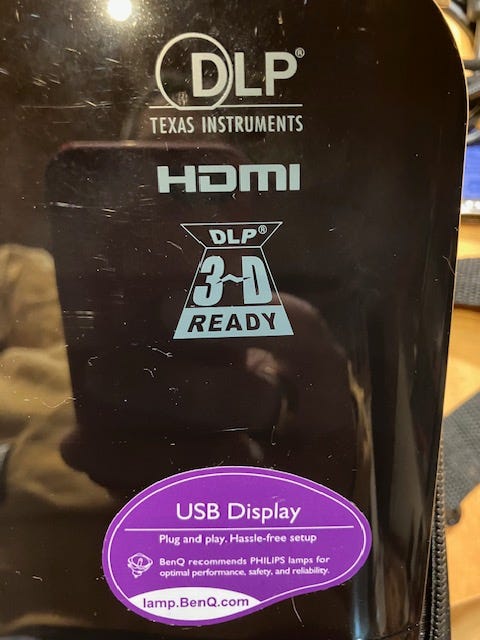 DLP®
TEXAS INSTRUMENTS
HDMI
DLP®
3-D
READY
USB Display
Plug and play. Hassle-free setup
BenQ recommends PHILIPS lamps for
optimal performance, safety, and reliability.
lamp.BenQ.com